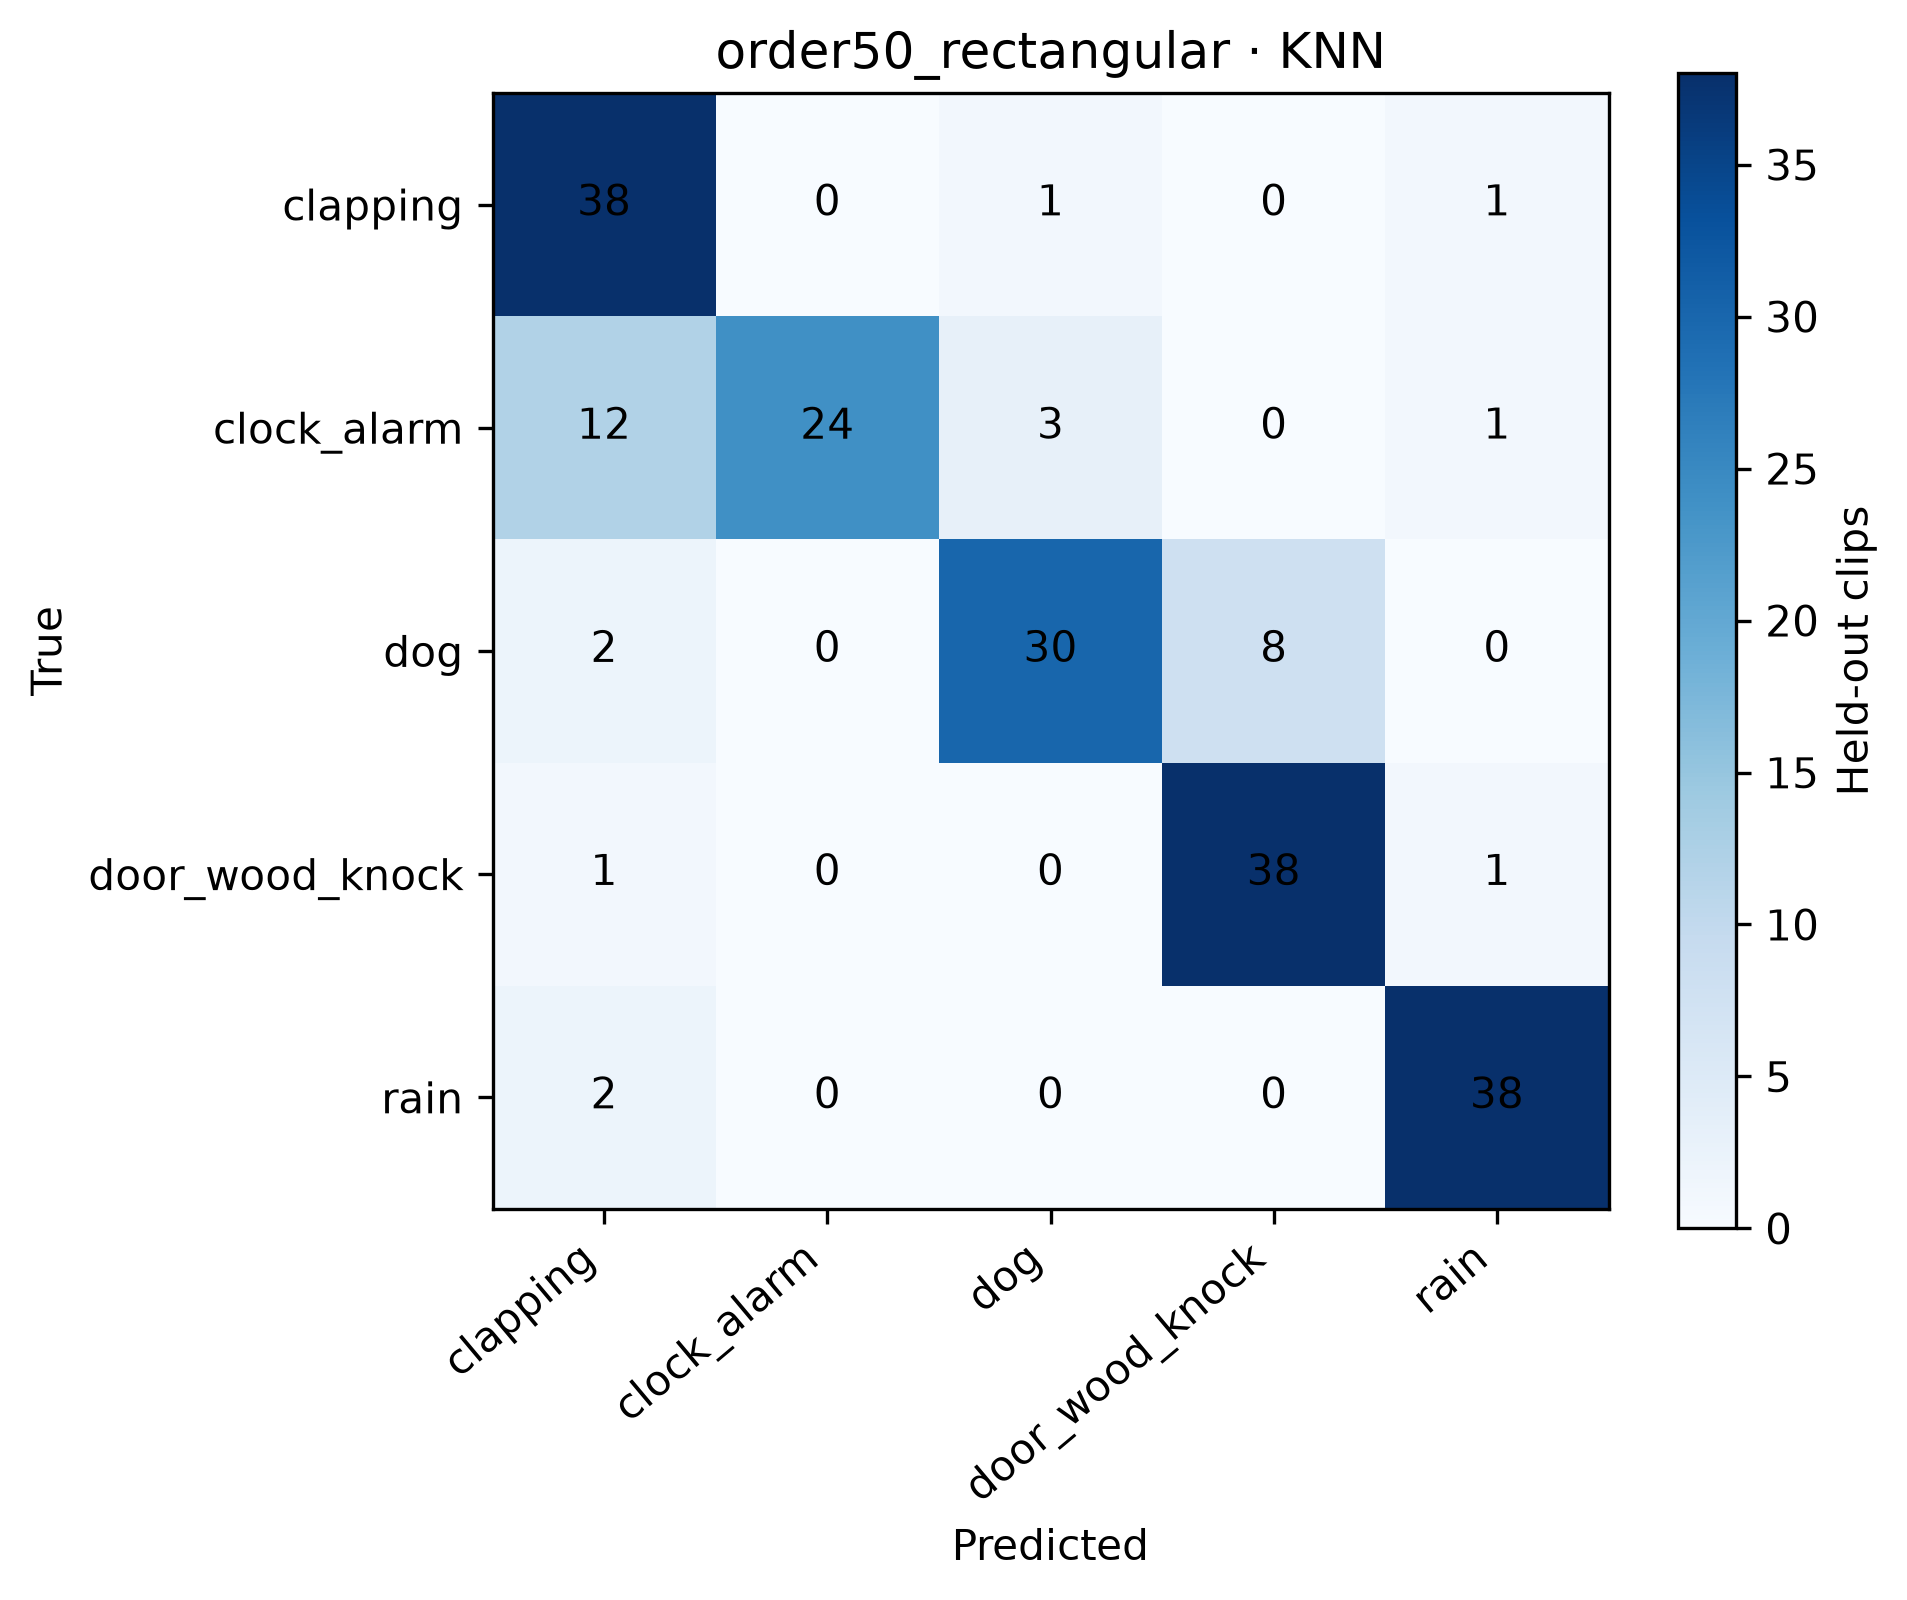 order50_rectangular · KNN
clapping 38 0 1 0 1
clock_alarm 12 24 3 0 1
dog 2 0 30 8 0
door_wood_knock 1 0 0 38 1
rain 2 0 0 0 38
True
clapping clock_alarm dog door_wood_knock rain
Predicted
35
30
25
20
15
10
5
0
Held-out clips